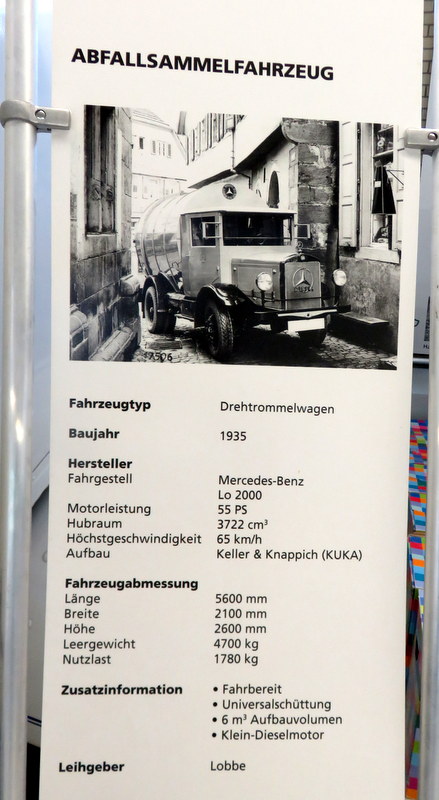 ABFALLSAMMELFAHRZEUG
47506
Fahrzeugtyp Drehtrommelwagen
Baujahr 1935
Hersteller
Fahrgestell Mercedes-Benz
Lo 2000
Motorleistung 55 PS
Hubraum 3722 cm³
Höchstgeschwindigkeit 65 km/h
Aufbau Keller & Knappich (KUKA)
Fahrzeugabmessung
Länge 5600 mm
Breite 2100 mm
Höhe 2600 mm
Leergewicht 4700 kg
Nutzlast 1780 kg
Zusatzinformation • Fahrbereit
• Universalschüttung
• 6 m³ Aufbauvolumen
• Klein-Dieselmotor
Leihgeber Lobbe